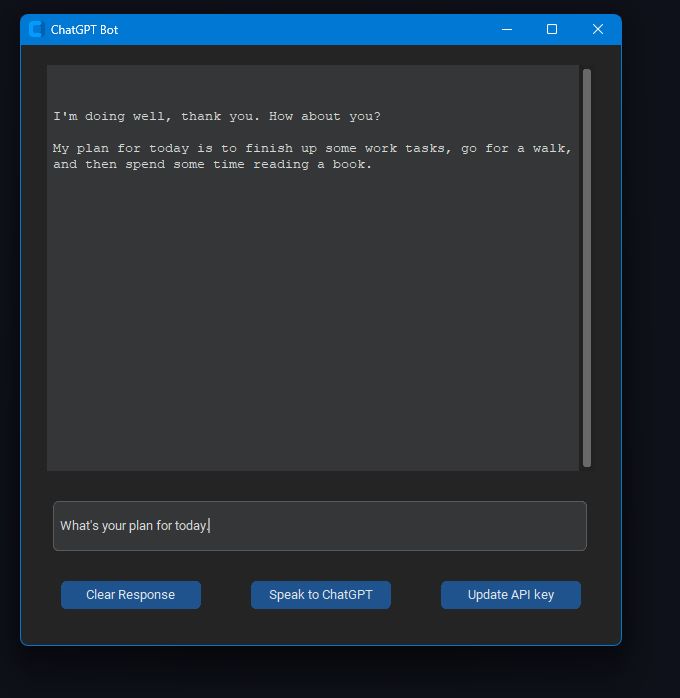 ChatGPT Bot
I'm doing well, thank you. How about you?
My plan for today is to finish up some work tasks, go for a walk,
and then spend some time reading a book.
What's your plan for today.
Clear Response
Speak to ChatGPT
Update API key